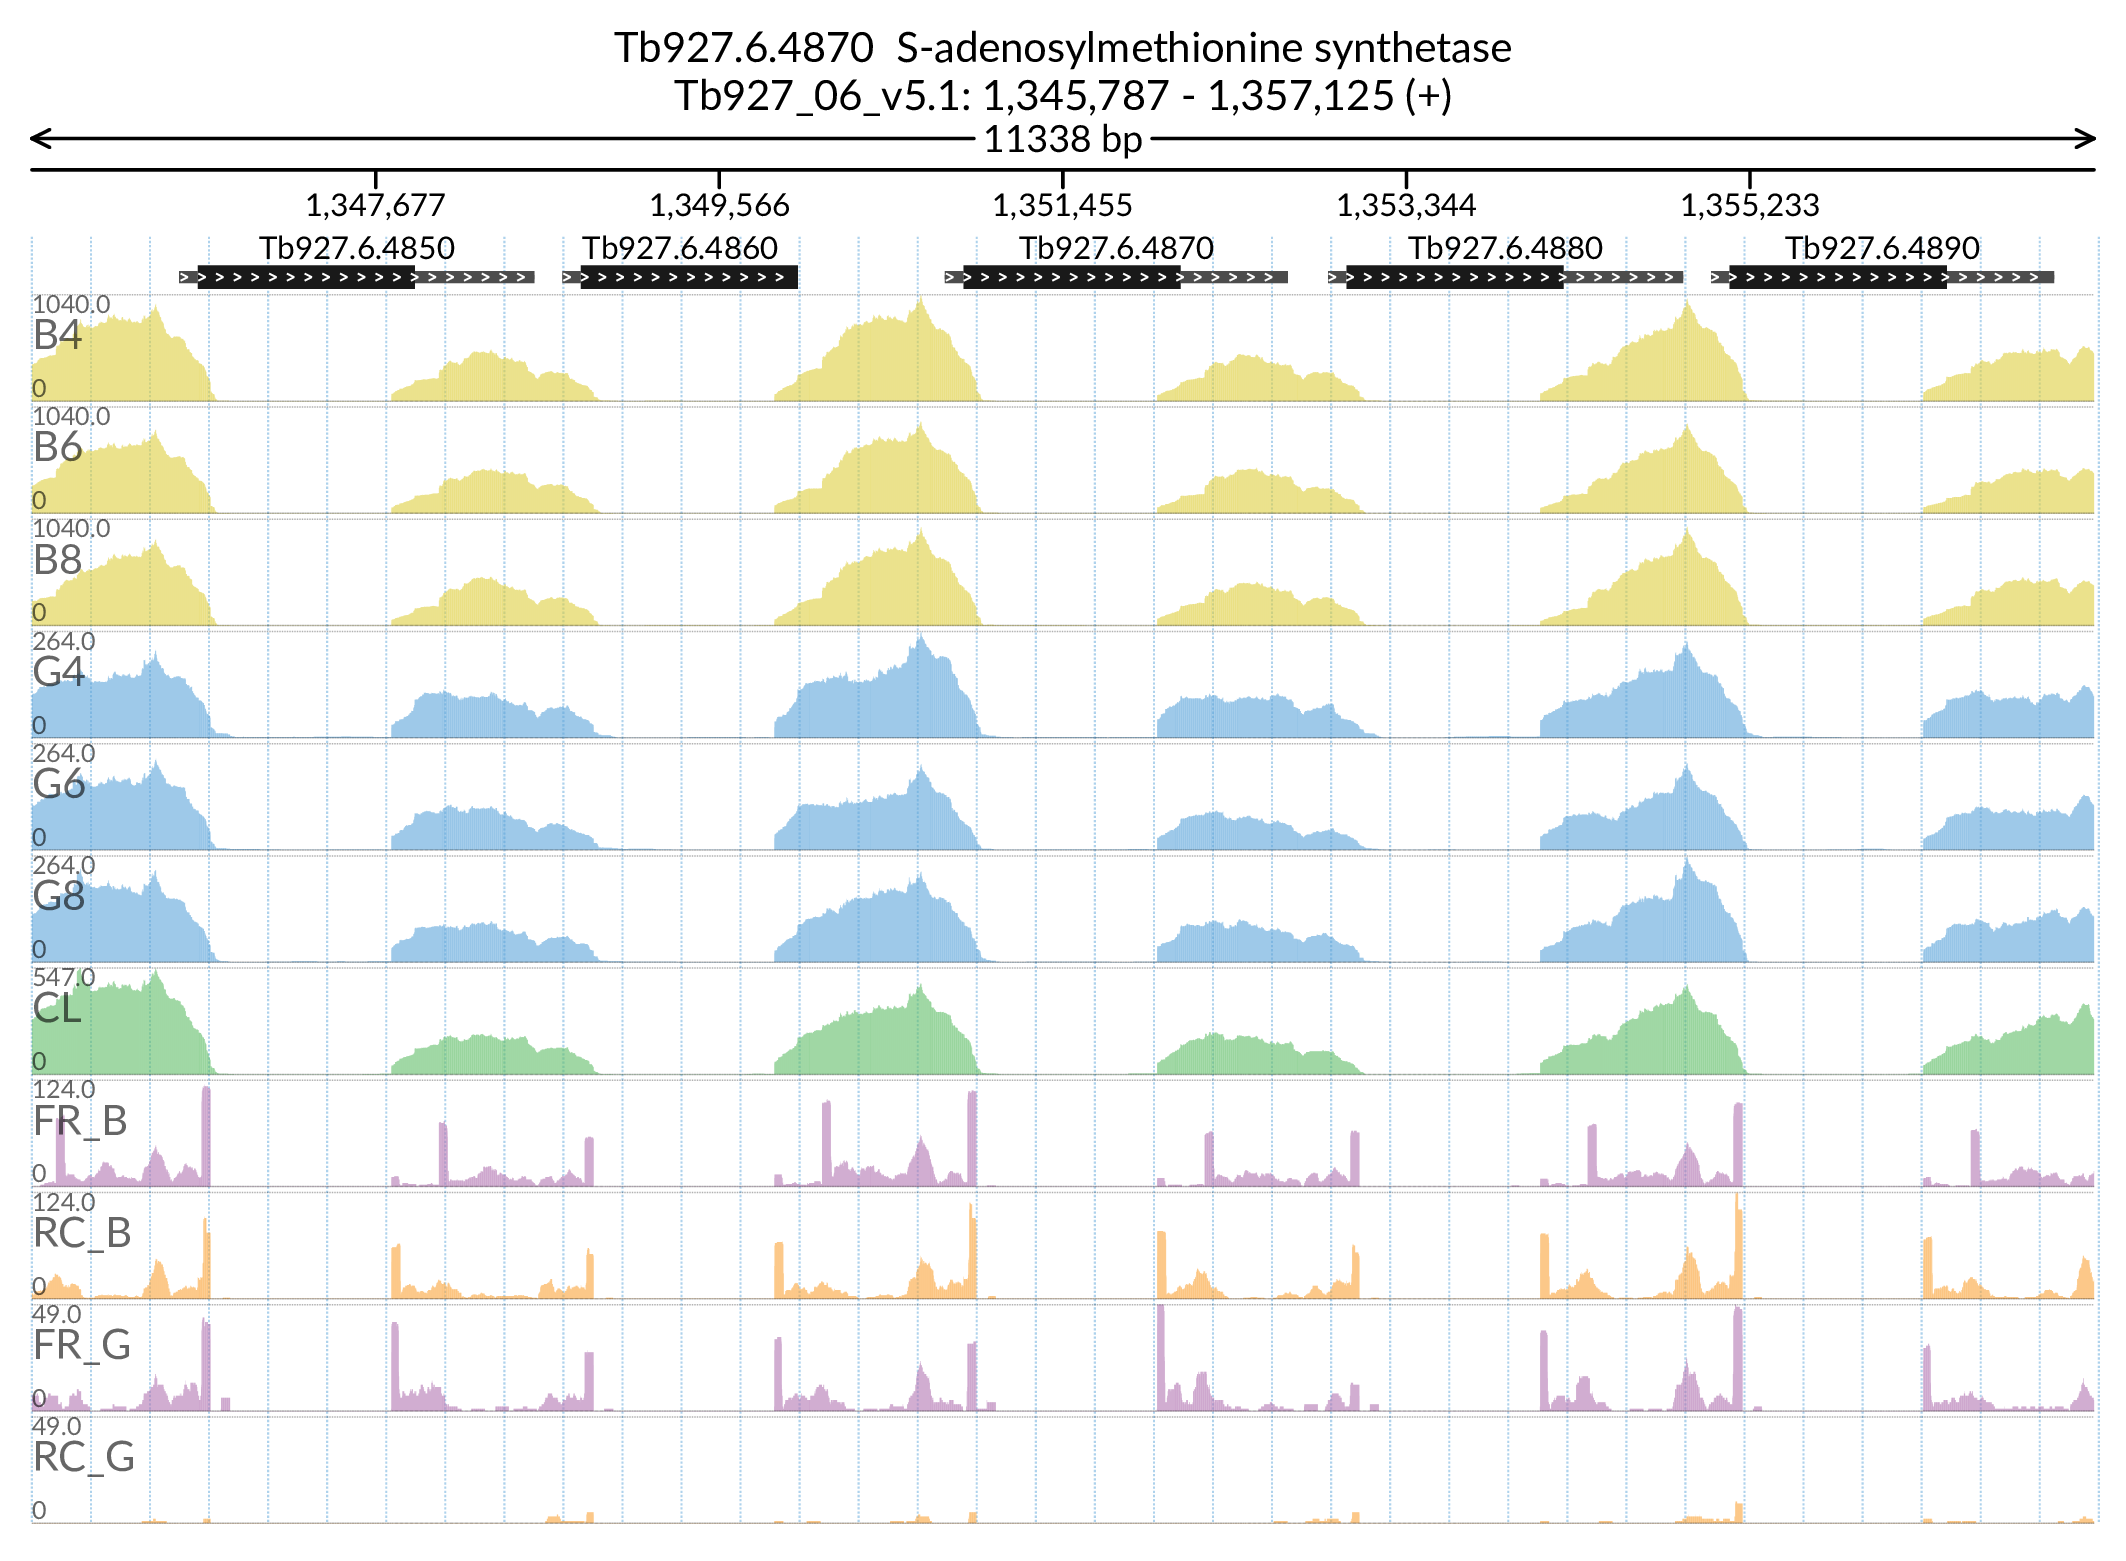 Tb927.6.4870  S-adenosylmethionine synthetase
Tb927_06_v5.1: 1,345,787 - 1,357,125 (+)
11338 bp
1,347,677 1,349,566 1,351,455 1,353,344 1,355,233
Tb927.6.4850 Tb927.6.4860 Tb927.6.4870 Tb927.6.4880 Tb927.6.4890
1040.0
B4
0
1040.0
B6
0
1040.0
B8
0
264.0
G4
0
264.0
G6
0
264.0
G8
0
547.0
CL
0
124.0
FR_B
0
124.0
RC_B
0
49.0
FR_G
0
49.0
RC_G
0